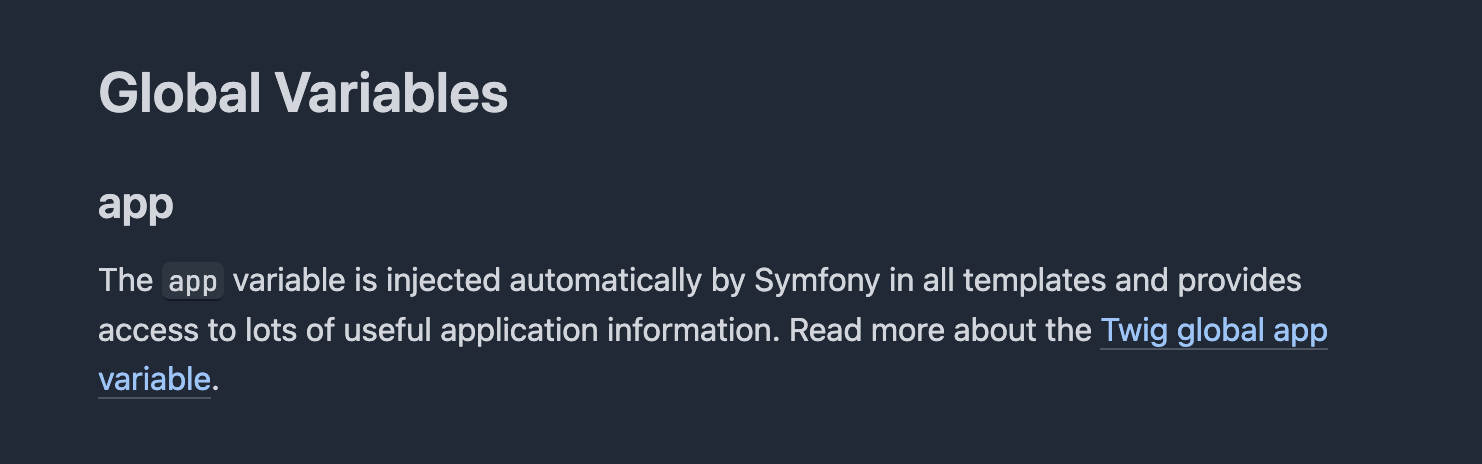 Global Variables
app
The app variable is injected automatically by Symfony in all templates and provides
access to lots of useful application information. Read more about the Twig global app
variable.